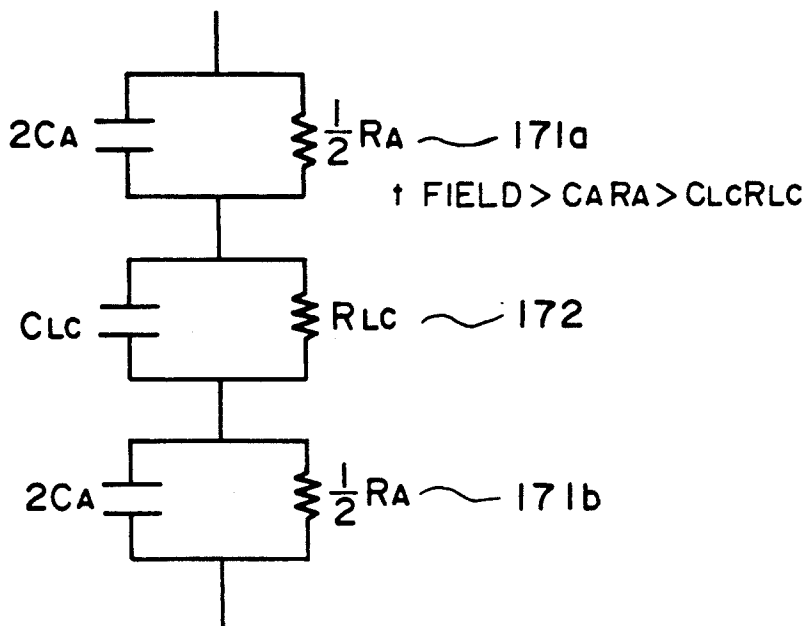 2CA
1/2 RA
171a
t FIELD > CARA > CLCRLC
CLC
RLC
172
2CA
1/2 RA
171b